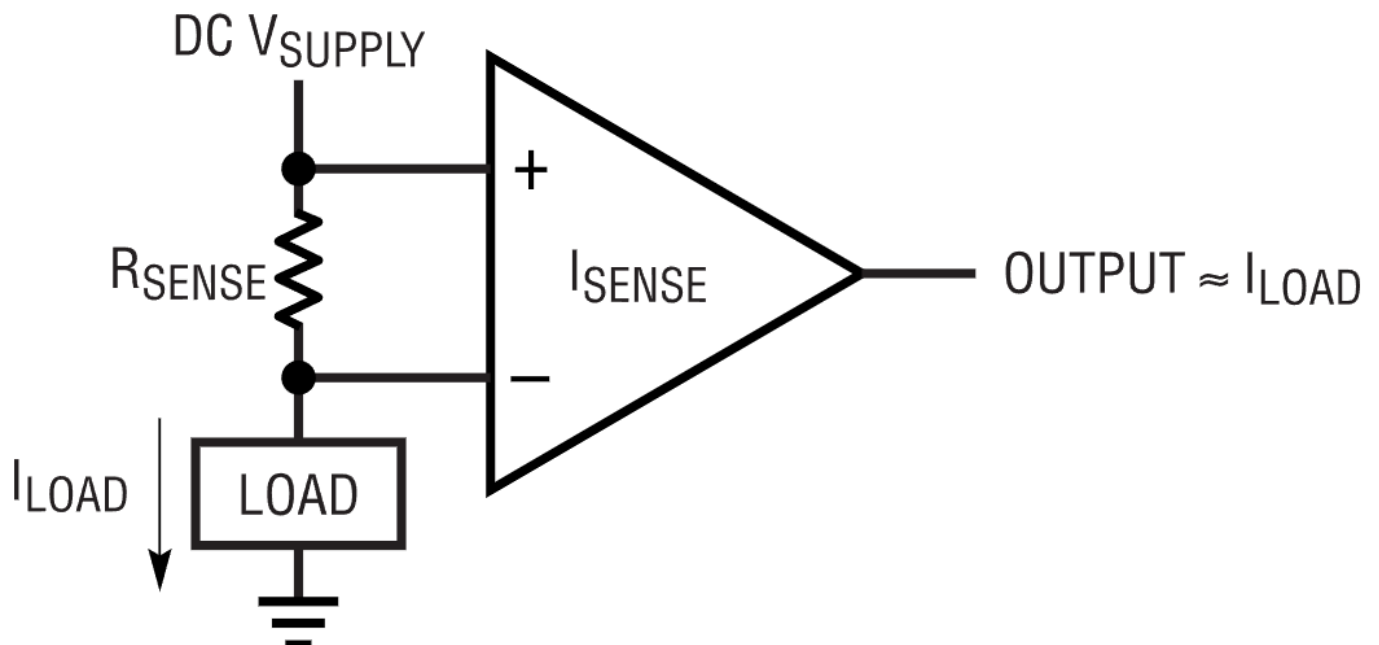 DC VSUPPLY
+
RSENSE
ISENSE
OUTPUT ≈ ILOAD
−
ILOAD
LOAD